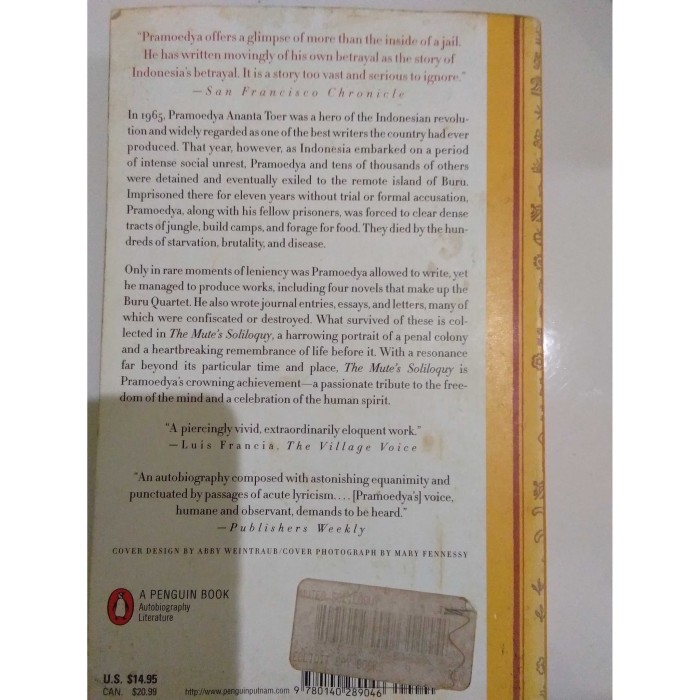 "Pramoedya offers a glimpse of more than the inside of a jail.
He has written movingly of his own betrayal as the story of
Indonesia's betrayal. It is a story too vast and serious to ignore."
—San Francisco Chronicle
In 1965, Pramoedya Ananta Toer was a hero of the Indonesian revolu-
tion and widely regarded as one of the best writers the country had ever
produced. That year, however, as Indonesia embarked on a period
of intense social unrest, Pramoedya and tens of thousands of others
were detained and eventually exiled to the remote island of Buru.
Imprisoned there for eleven years without trial or formal accusation,
Pramoedya, along with his fellow prisoners, was forced to clear dense
tracts of jungle, build camps, and forage for food. They died by the hun-
dreds of starvation, brutality, and disease.
Only in rare moments of leniency was Pramoedya allowed to write, yet
he managed to produce works, including four novels that make up the
Buru Quartet. He also wrote journal entries, essays, and letters, many of
which were confiscated or destroyed. What survived of these is col-
lected in The Mute's Soliloquy, a harrowing portrait of a penal colony
and a heartbreaking remembrance of life before it. With a resonance
far beyond its particular time and place, The Mute's Soliloquy is
Pramoedya's crowning achievement—a passionate tribute to the free-
dom of the mind and a celebration of the human spirit.
"A piercingly vivid, extraordinarily eloquent work."
—Luis Francia, The Village Voice
"An autobiography composed with astonishing equanimity and
punctuated by passages of acute lyricism.... [Pramoedya's] voice,
humane and observant, demands to be heard."
—Publishers Weekly
COVER DESIGN BY ABBY WEINTRAUB/COVER PHOTOGRAPH BY MARY FENNESSY
A PENGUIN BOOK
Autobiography
Literature
U.S. $14.95
CAN. $20.99
http://www.penguinputnam.com
9 780140 289046